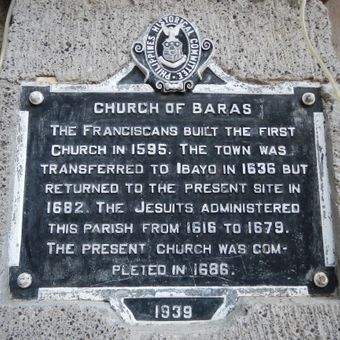 PHILIPPINES HISTORICAL COMMITTEE
CHURCH OF BARAS
THE FRANCISCANS BUILT THE FIRST
CHURCH IN 1595. THE TOWN WAS
TRANSFERRED TO IBAYO IN 1636 BUT
RETURNED TO THE PRESENT SITE IN
1682. THE JESUITS ADMINISTERED
THIS PARISH FROM 1616 TO 1679.
THE PRESENT CHURCH WAS COM-
PLETED IN 1686.
1939